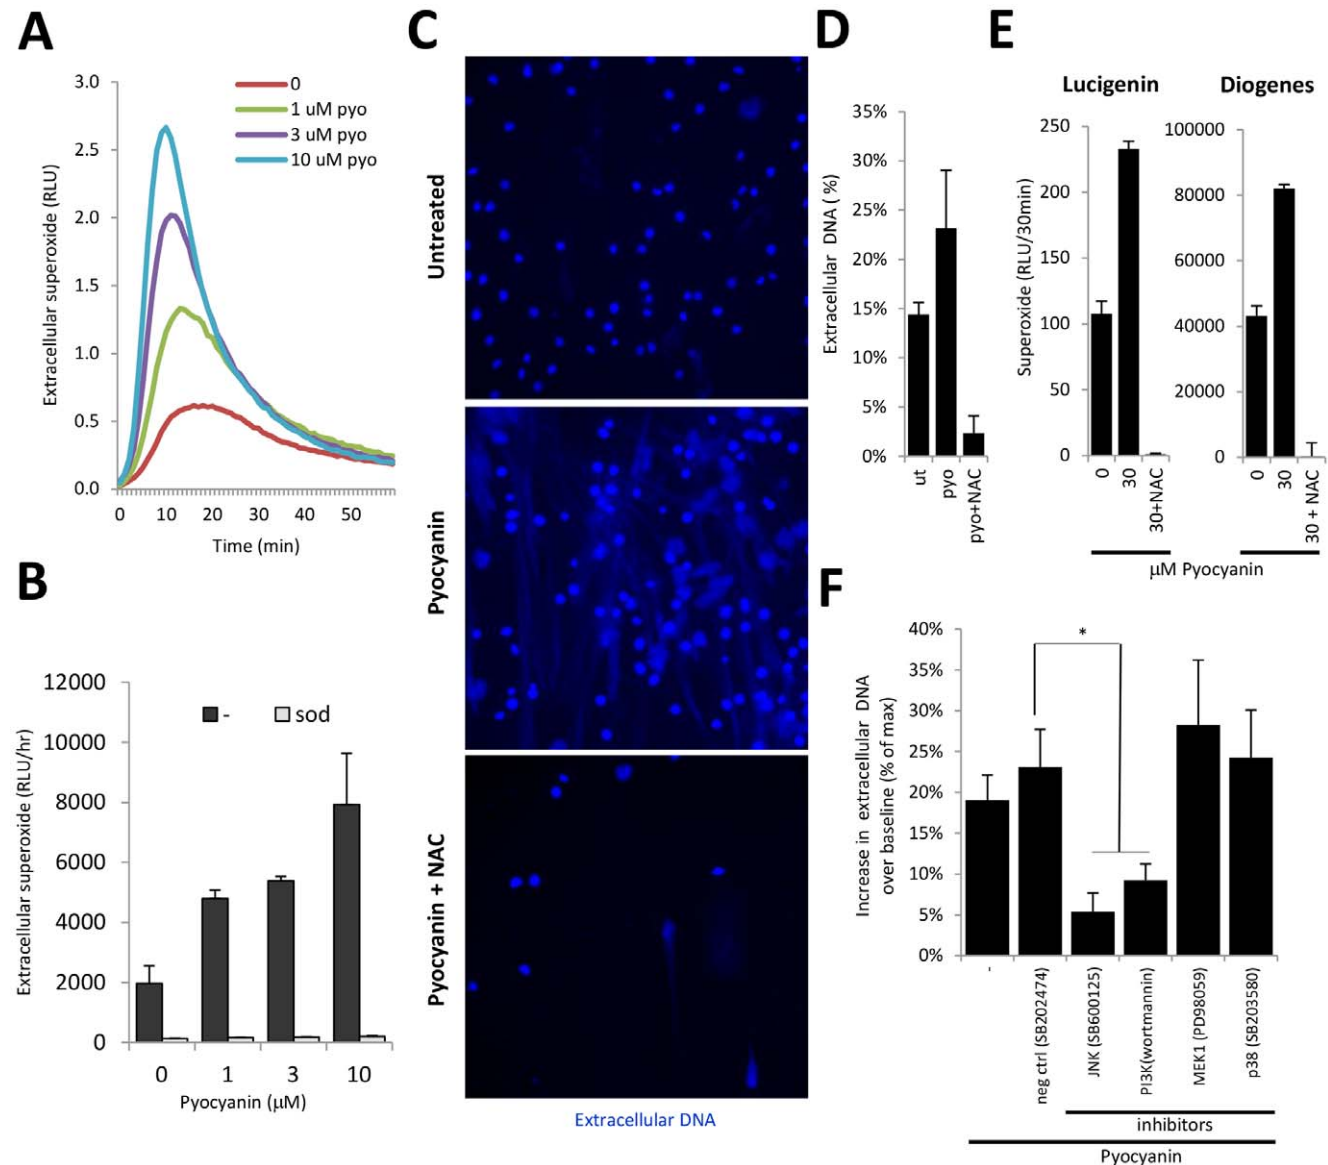 A
3.0
2.5
2.0
1.5
1.0
0.5
0.0
Extracellular superoxide (RLU)
0
1 uM pyo
3 uM pyo
10 uM pyo
0 10 20 30 40 50
Time (min)
B
12000
10000
8000
6000
4000
2000
0
Extracellular superoxide (RLU/hr)
- sod
0 1 3 10
Pyocyanin (μM)
C
Untreated
Pyocyanin
Pyocyanin + NAC
Extracellular DNA
D
35%
30%
25%
20%
15%
10%
5%
0%
Extracellular DNA ( %)
ut
pyo
pyo+NAC
E
Lucigenin
250
200
150
100
50
0
Superoxide (RLU/30min)
0
30
30+NAC
Diogenes
100000
80000
60000
40000
20000
0
0
30
30 + NAC
μM Pyocyanin
F
40%
35%
30%
25%
20%
15%
10%
5%
0%
Increase in extracellular DNA
over baseline (% of max)
*
-
neg ctrl (SB202474)
JNK (SB600125)
PI3K(wortmannin)
MEK1 (PD98059)
p38 (SB203580)
inhibitors
Pyocyanin